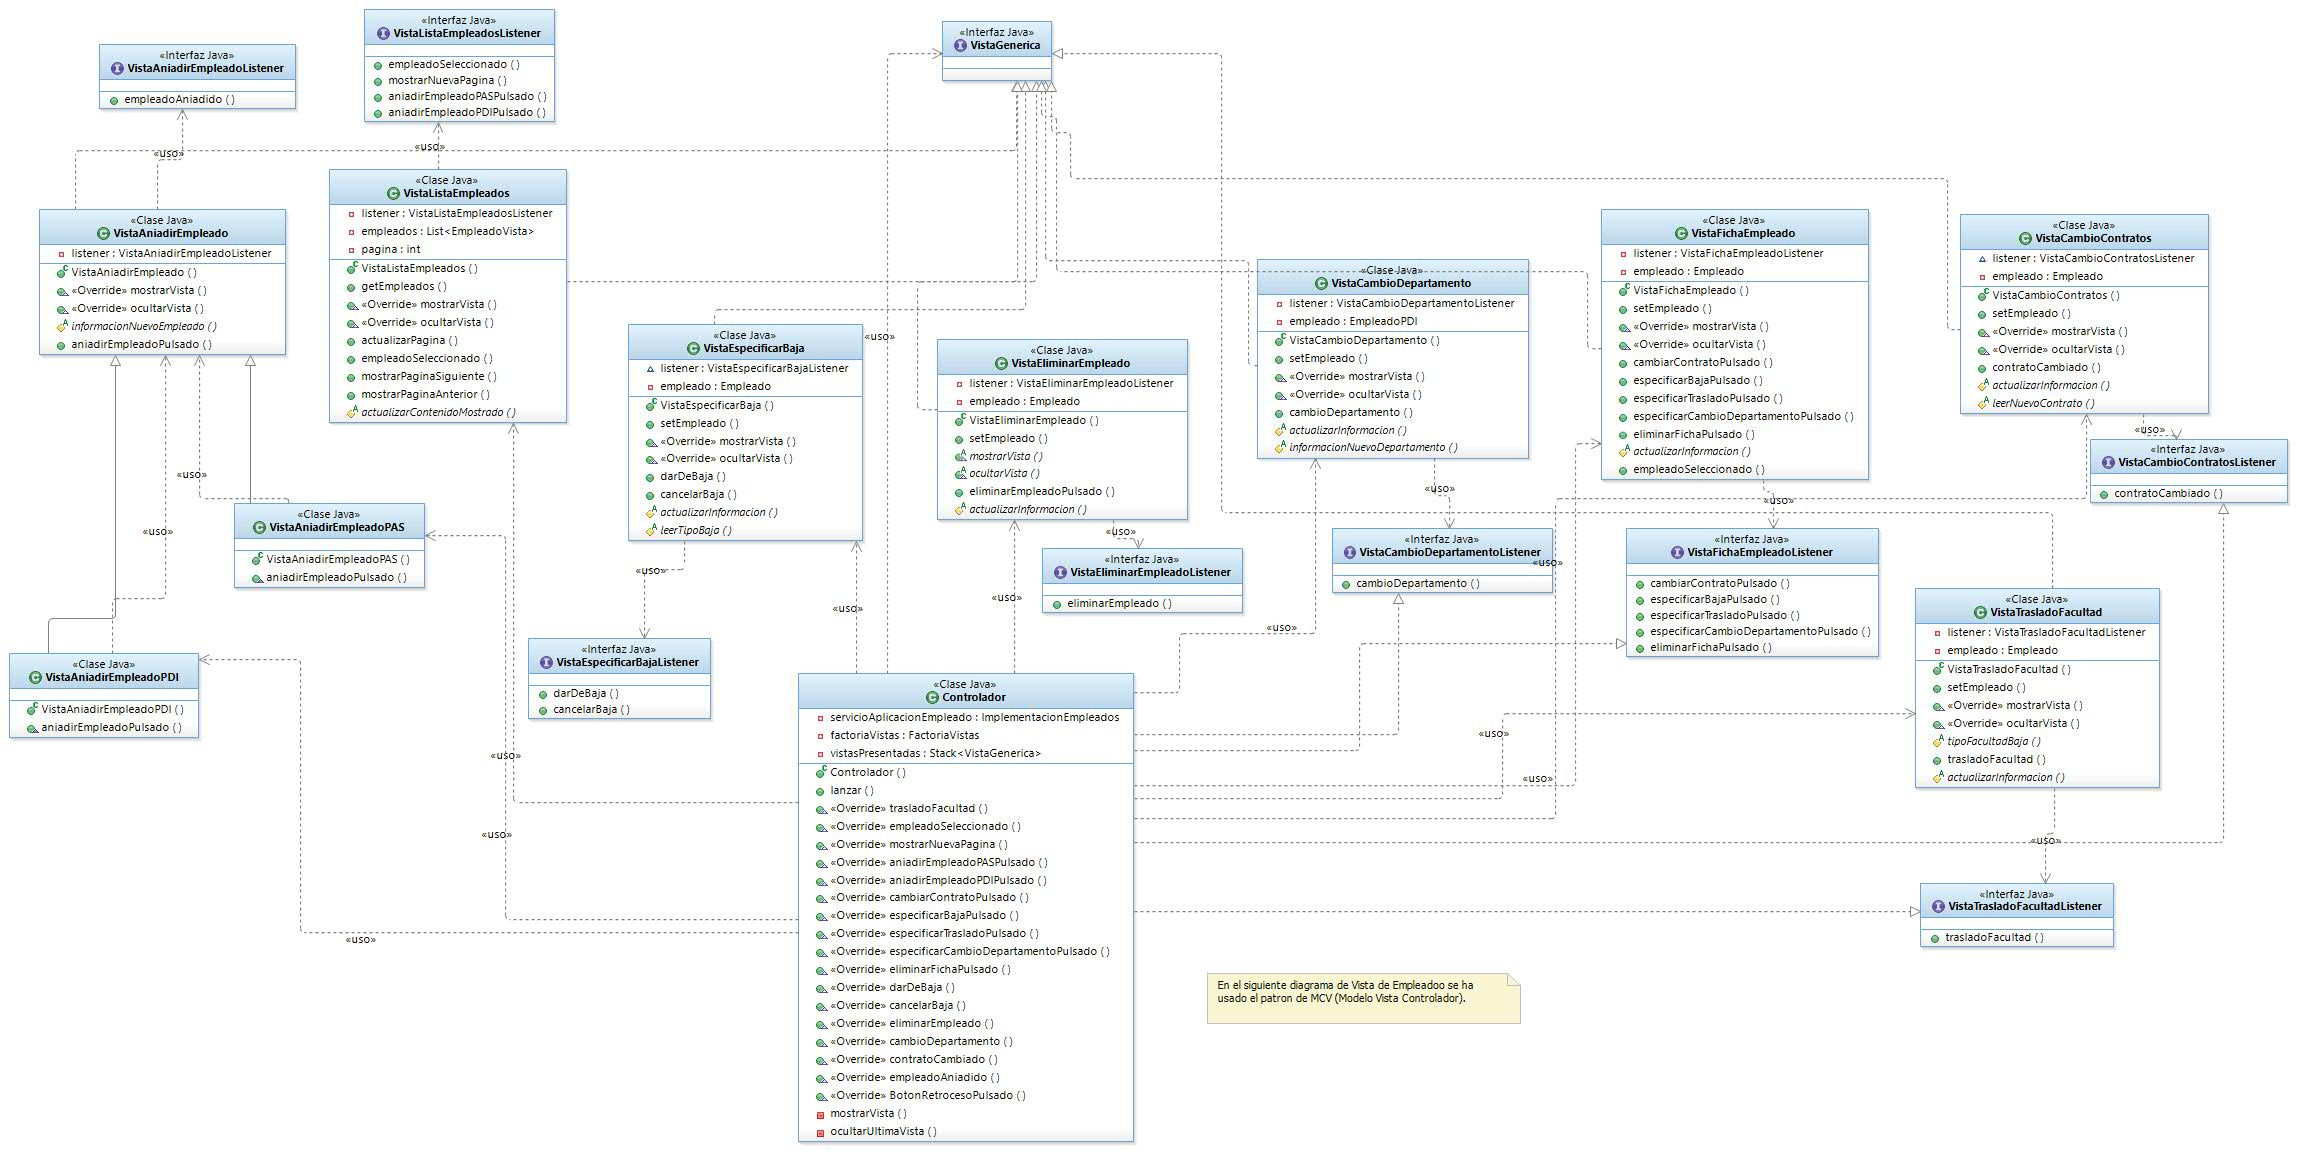 «Interfaz Java»
VistaAniadirEmpleadoListener
empleadoAniadido ( )
«Interfaz Java»
VistaListaEmpleadosListener
empleadoSeleccionado ( )
mostrarNuevaPagina ( )
aniadirEmpleadoPASPulsado ( )
aniadirEmpleadoPDIPulsado ( )
«Interfaz Java»
VistaGenerica
«uso»
«uso»
«Clase Java»
VistaAniadirEmpleado
listener : VistaAniadirEmpleadoListener
VistaAniadirEmpleado ( )
«Override» mostrarVista ( )
«Override» ocultarVista ( )
informacionNuevoEmpleado ( )
aniadirEmpleadoPulsado ( )
«Clase Java»
VistaListaEmpleados
listener : VistaListaEmpleadosListener
empleados : List<EmpleadoVista>
pagina : int
VistaListaEmpleados ( )
getEmpleados ( )
«Override» mostrarVista ( )
«Override» ocultarVista ( )
actualizarPagina ( )
empleadoSeleccionado ( )
mostrarPaginaSiguiente ( )
mostrarPaginaAnterior ( )
actualizarContenidoMostrado ( )
«Clase Java»
VistaEspecificarBaja
listener : VistaEspecificarBajaListener
empleado : Empleado
VistaEspecificarBaja ( )
setEmpleado ( )
«Override» mostrarVista ( )
«Override» ocultarVista ( )
darDeBaja ( )
cancelarBaja ( )
actualizarInformacion ( )
leerTipoBaja ( )
«uso»
«Clase Java»
VistaEliminarEmpleado
listener : VistaEliminarEmpleadoListener
empleado : Empleado
VistaEliminarEmpleado ( )
setEmpleado ( )
mostrarVista ( )
ocultarVista ( )
eliminarEmpleadoPulsado ( )
actualizarInformacion ( )
«Clase Java»
VistaCambioDepartamento
listener : VistaCambioDepartamentoListener
empleado : EmpleadoPDI
VistaCambioDepartamento ( )
setEmpleado ( )
«Override» mostrarVista ( )
«Override» ocultarVista ( )
cambioDepartamento ( )
actualizarInformacion ( )
informacionNuevoDepartamento ( )
«Clase Java»
VistaFichaEmpleado
listener : VistaFichaEmpleadoListener
empleado : Empleado
VistaFichaEmpleado ( )
setEmpleado ( )
«Override» mostrarVista ( )
«Override» ocultarVista ( )
cambiarContratoPulsado ( )
especificarBajaPulsado ( )
especificarTrasladoPulsado ( )
especificarCambioDepartamentoPulsado ( )
eliminarFichaPulsado ( )
actualizarInformacion ( )
empleadoSeleccionado ( )
«Clase Java»
VistaCambioContratos
listener : VistaCambioContratosListener
empleado : Empleado
VistaCambioContratos ( )
setEmpleado ( )
«Override» mostrarVista ( )
«Override» ocultarVista ( )
contratoCambiado ( )
actualizarInformacion ( )
leerNuevoContrato ( )
«uso»
«Interfaz Java»
VistaCambioContratosListener
contratoCambiado ( )
«uso»
«uso»
«Clase Java»
VistaAniadirEmpleadoPAS
VistaAniadirEmpleadoPAS ( )
aniadirEmpleadoPulsado ( )
«Clase Java»
VistaAniadirEmpleadoPDI
VistaAniadirEmpleadoPDI ( )
aniadirEmpleadoPulsado ( )
«uso»
«Interfaz Java»
VistaEspecificarBajaListener
darDeBaja ( )
cancelarBaja ( )
«uso»
«Interfaz Java»
VistaEliminarEmpleadoListener
eliminarEmpleado ( )
«uso»
«uso»
«uso»
«uso»
«Interfaz Java»
VistaCambioDepartamentoListener
cambioDepartamento ( )
«uso»
«uso»
«Interfaz Java»
VistaFichaEmpleadoListener
cambiarContratoPulsado ( )
especificarBajaPulsado ( )
especificarTrasladoPulsado ( )
especificarCambioDepartamentoPulsado ( )
eliminarFichaPulsado ( )
«Clase Java»
VistaTrasladoFacultad
listener : VistaTrasladoFacultadListener
empleado : Empleado
VistaTrasladoFacultad ( )
setEmpleado ( )
«Override» mostrarVista ( )
«Override» ocultarVista ( )
tipoFacultadBaja ( )
trasladoFacultad ( )
actualizarInformacion ( )
«uso»
«uso»
«uso»
«uso»
«uso»
«uso»
«Clase Java»
Controlador
servicioAplicacionEmpleado : ImplementacionEmpleados
factoriaVistas : FactoriaVistas
vistasPresentadas : Stack<VistaGenerica>
Controlador ( )
lanzar ( )
«Override» trasladoFacultad ( )
«Override» empleadoSeleccionado ( )
«Override» mostrarNuevaPagina ( )
«Override» aniadirEmpleadoPASPulsado ( )
«Override» aniadirEmpleadoPDIPulsado ( )
«Override» cambiarContratoPulsado ( )
«Override» especificarBajaPulsado ( )
«Override» especificarTrasladoPulsado ( )
«Override» especificarCambioDepartamentoPulsado ( )
«Override» eliminarFichaPulsado ( )
«Override» darDeBaja ( )
«Override» cancelarBaja ( )
«Override» eliminarEmpleado ( )
«Override» cambioDepartamento ( )
«Override» contratoCambiado ( )
«Override» empleadoAniadido ( )
«Override» BotonRetrocesoPulsado ( )
mostrarVista ( )
ocultarUltimaVista ( )
«Interfaz Java»
VistaTrasladoFacultadListener
trasladoFacultad ( )
En el siguiente diagrama de Vista de Empleadoo se ha
usado el patron de MCV (Modelo Vista Controlador).